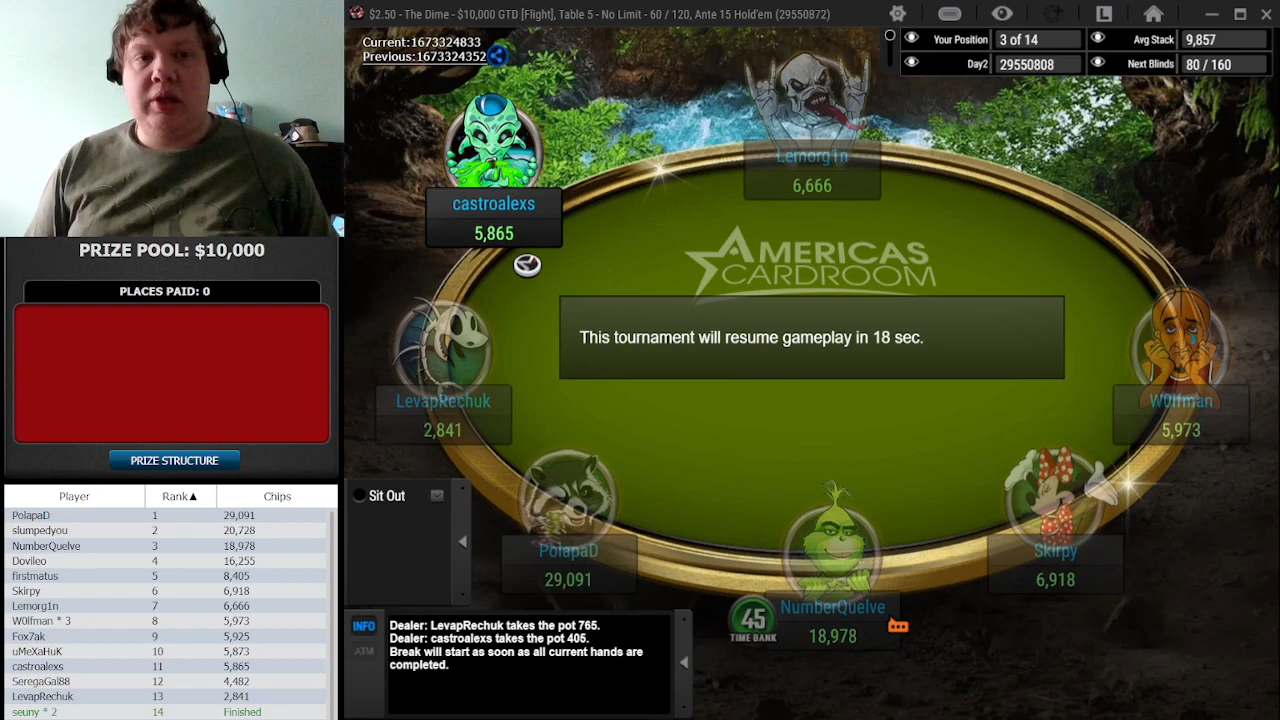 $2.50 - The Dime - $10,000 GTD [Flight], Table 5 - No Limit - 60 / 120, Ante 15 Hold'em (29550872)
Current:1673324833
Previous:1673324352
Your Position 3 of 14 Avg Stack 9,857
Day2 29550808 Next Blinds 80 / 160
Lemorg1n
6,666
castroalexs
5,865
AMERICAS
CARDROOM
This tournament will resume gameplay in 18 sec.
LevapRechuk
2,841
W0lfman
5,973
PolapaD
29,091
Skirpy
6,918
NumberQuelve
18,978
45
TIME BANK
PRIZE POOL: $10,000
PLACES PAID: 0
PRIZE STRUCTURE
Player Rank▲ Chips
PolapaD 1 29,091
slumpedyou 2 20,728
NumberQuelve 3 18,978
Dovileo 4 16,255
firstmatus 5 8,405
Skirpy 6 6,918
Lemorg1n 7 6,666
W0lfman * 3 8 5,973
Fox7ak 9 5,925
uMeXaHuK 10 5,873
castroalexs 11 5,865
SeregaGal88 12 4,482
LevapRechuk 13 2,841
seuny * 2 14 Finished
Sit Out
INFO
ATM
Dealer: LevapRechuk takes the pot 765.
Dealer: castroalexs takes the pot 405.
Break will start as soon as all current hands are
completed.